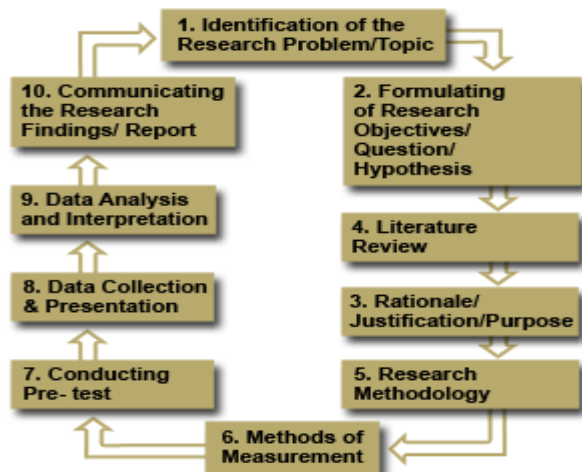 1. Identification of the
Research Problem/Topic
2. Formulating
of Research
Objectives/
Question/
Hypothesis
4. Literature
Review
3. Rationale/
Justification/Purpose
5. Research
Methodology
6. Methods of
Measurement
7. Conducting
Pre- test
8. Data Collection
& Presentation
9. Data Analysis
and Interpretation
10. Communicating
the Research
Findings/ Report